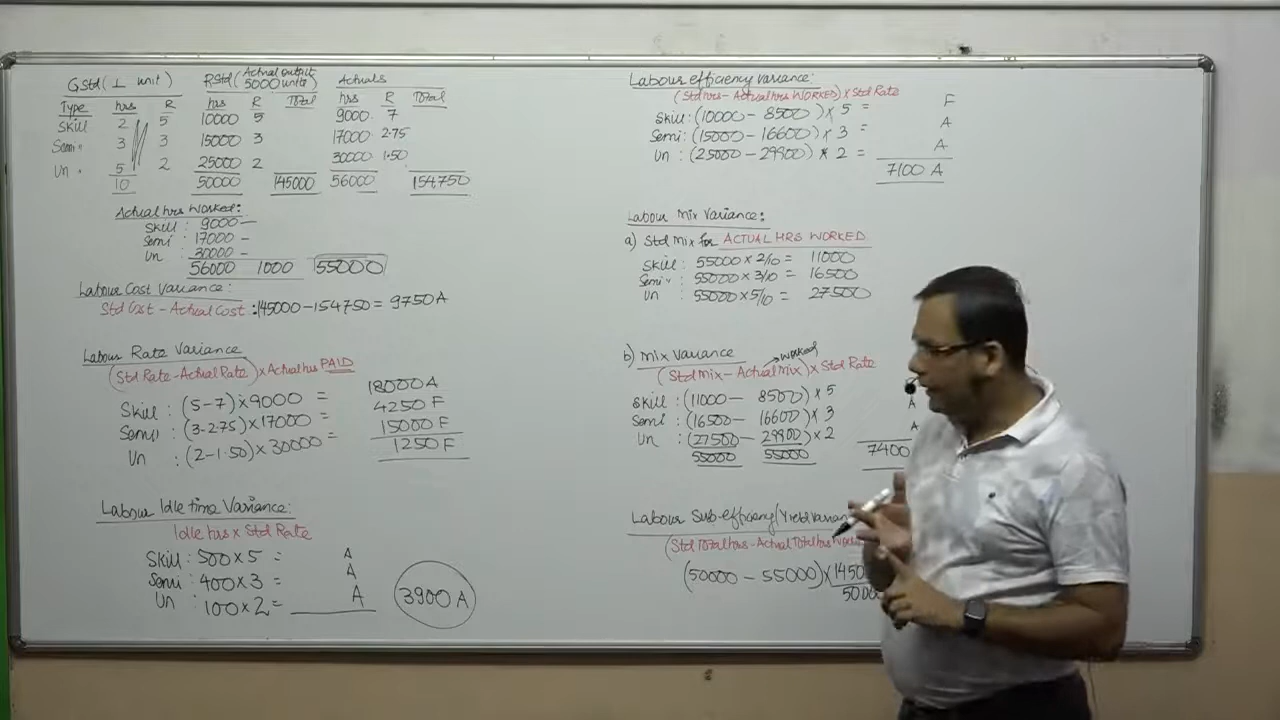 G Std (1 unit) R Std (Actual output 5000 units) Actuals
Type hrs R hrs R Total hrs R Total
Skill 2 5 10000 5 9000 7
Semi " 3 3 15000 3 17000 2.75
Un " 5 2 25000 2 30000 1.50
10 50000 145000 56000 154750
Actual hrs Worked:
Skill : 9000 —
Semi : 17000 —
Un : 30000 —
56000 1000 55000
Labour Cost Variance:
Std Cost - Actual Cost : 145000 - 154750 = 9750 A
Labour Rate Variance
(Std Rate - Actual Rate) x Actual hrs PAID
Skill : (5-7) x 9000 = 18000 A
Semi : (3-2.75) x 17000 = 4250 F
Un : (2-1.50) x 30000 = 15000 F
1250 F
Labour Idle time Variance:
Idle hrs x Std Rate
Skill : 500 x 5 = A
Semi : 400 x 3 = A
Un : 100 x 2 = A
3900 A
Labour efficiency variance:
(Std hrs - Actual hrs WORKED) x Std Rate
Skill : (10000 - 8500) x 5 = F
Semi : (15000 - 16600) x 3 = A
Un : (25000 - 29900) x 2 = A
7100 A
Labour Mix Variance:
a) Std Mix for ACTUAL HRS WORKED
Skill : 55000 x 2/10 = 11000
Semi " : 55000 x 3/10 = 16500
Un : 55000 x 5/10 = 27500
b) Mix Variance
Worked
(Std Mix - Actual Mix) x Std Rate
Skill : (11000 - 8500) x 5
Semi : (16500 - 16600) x 3 A
Un : (27500 - 29900) x 2 A
55000 55000 7400
Labour Sub-efficiency/Yield Varian
(Std Total hrs - Actual Total hrs
(50000 - 55000) x 1450
5000